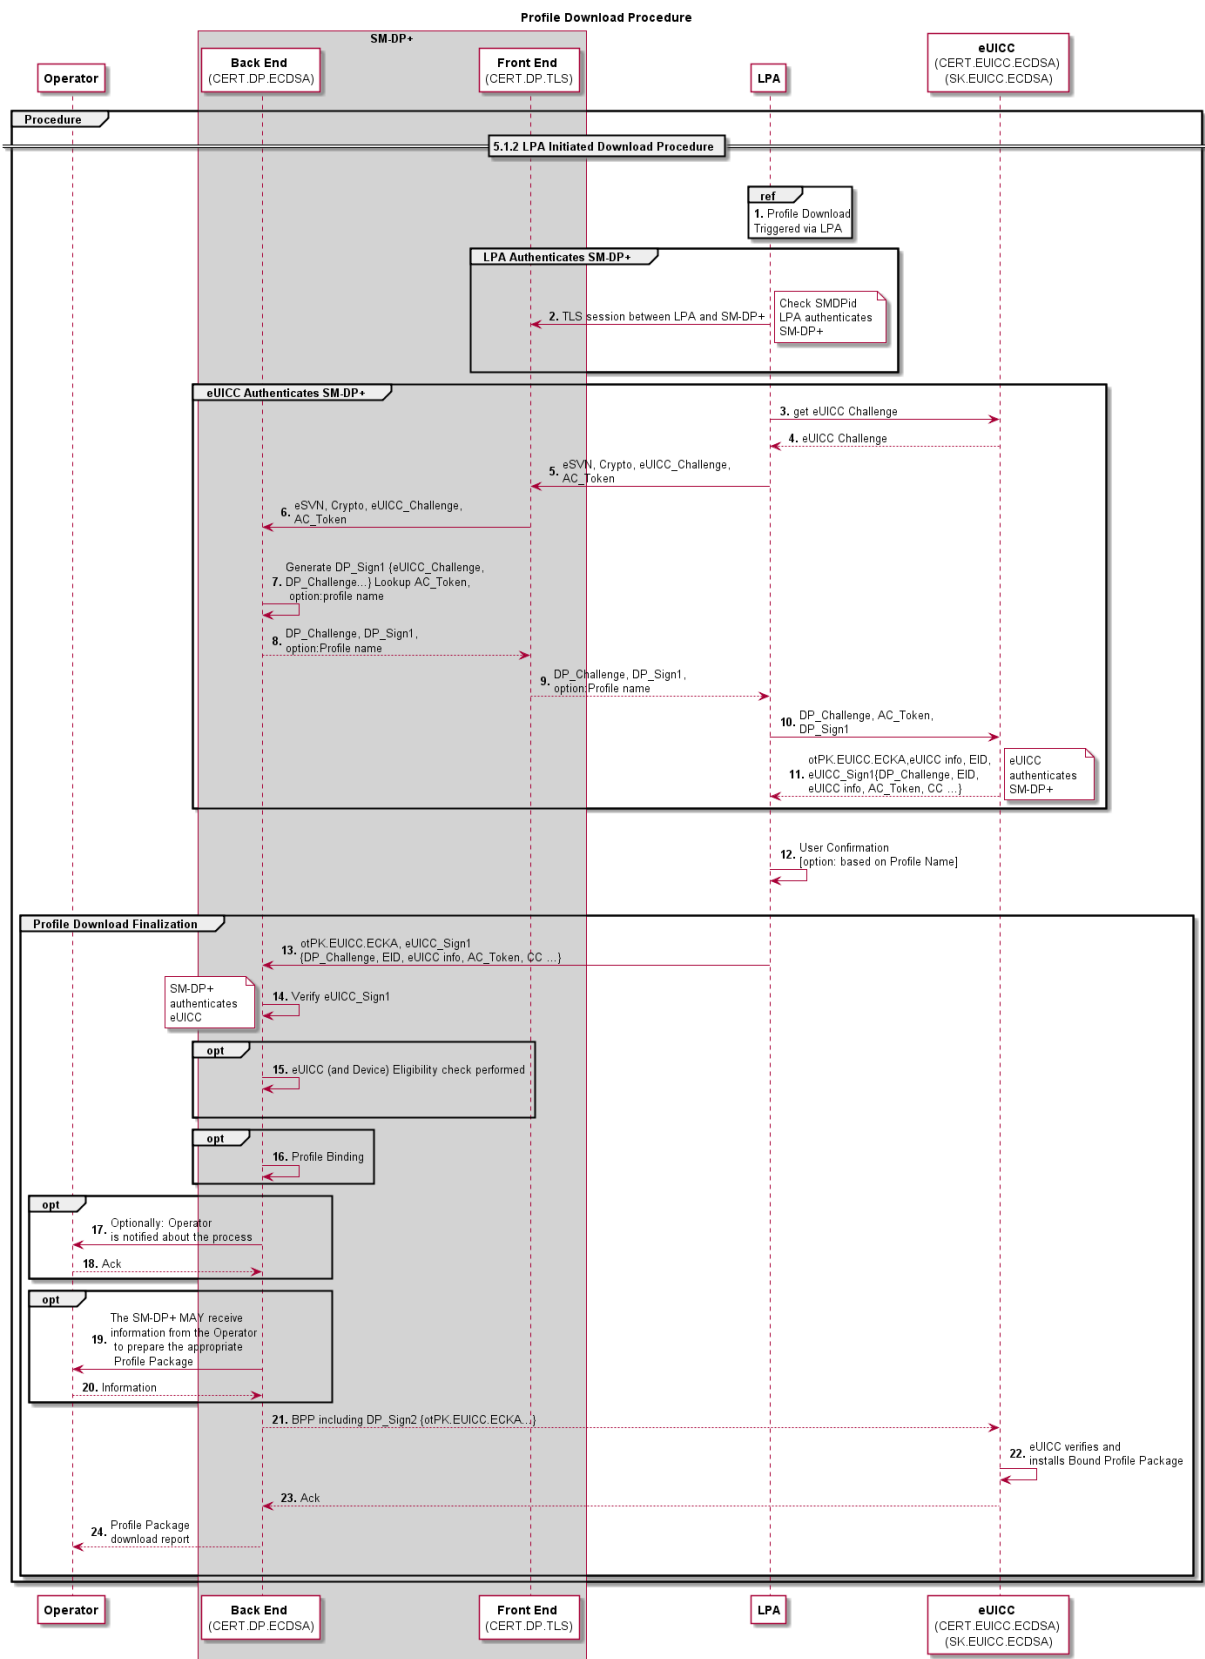 Profile Download Procedure
SM-DP+
Operator
Back End
(CERT.DP.ECDSA)
Front End
(CERT.DP.TLS)
LPA
eUICC
(CERT.EUICC.ECDSA)
(SK.EUICC.ECDSA)
Procedure
5.1.2 LPA Initiated Download Procedure
ref
1. Profile Download
Triggered via LPA
LPA Authenticates SM-DP+
2. TLS session between LPA and SM-DP+
Check SMDPid
LPA authenticates
SM-DP+
eUICC Authenticates SM-DP+
3. get eUICC Challenge
4. eUICC Challenge
5. eSVN, Crypto, eUICC_Challenge,
AC_Token
6. eSVN, Crypto, eUICC_Challenge,
AC_Token
Generate DP_Sign1 {eUICC_Challenge,
7. DP_Challenge...} Lookup AC_Token,
option:profile name
8. DP_Challenge, DP_Sign1,
option:Profile name
9. DP_Challenge, DP_Sign1,
option:Profile name
10. DP_Challenge, AC_Token,
DP_Sign1
otPK.EUICC.ECKA,eUICC info, EID,
11. eUICC_Sign1{DP_Challenge, EID,
eUICC info, AC_Token, CC ...}
eUICC
authenticates
SM-DP+
12. User Confirmation
[option: based on Profile Name]
Profile Download Finalization
13. otPK.EUICC.ECKA, eUICC_Sign1
{DP_Challenge, EID, eUICC info, AC_Token, CC ...}
SM-DP+
authenticates
eUICC
14. Verify eUICC_Sign1
opt
15. eUICC (and Device) Eligibility check performed
opt
16. Profile Binding
opt
17. Optionally: Operator
is notified about the process
18. Ack
opt
The SM-DP+ MAY receive
19. information from the Operator
to prepare the appropriate
Profile Package
20. Information
21. BPP including DP_Sign2 {otPK.EUICC.ECKA...}
22. eUICC verifies and
installs Bound Profile Package
23. Ack
24. Profile Package
download report
Operator
Back End
(CERT.DP.ECDSA)
Front End
(CERT.DP.TLS)
LPA
eUICC
(CERT.EUICC.ECDSA)
(SK.EUICC.ECDSA)